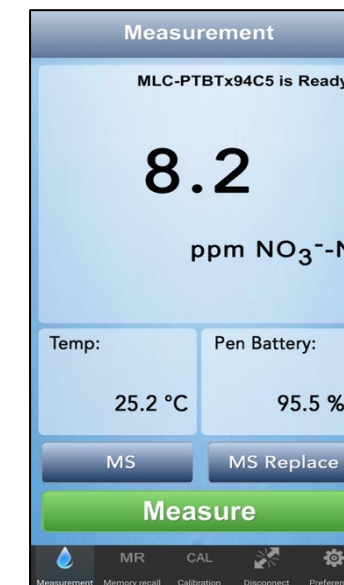 Measurement
MLC-PTBTx94C5 is Ready
8.2
ppm NO₃⁻-N
Temp:
Pen Battery:
25.2 °C
95.5 %
MS
MS Replace
Measure
MR
CAL
Measurement
Memory recall
Calibration
Disconnect
Preferen